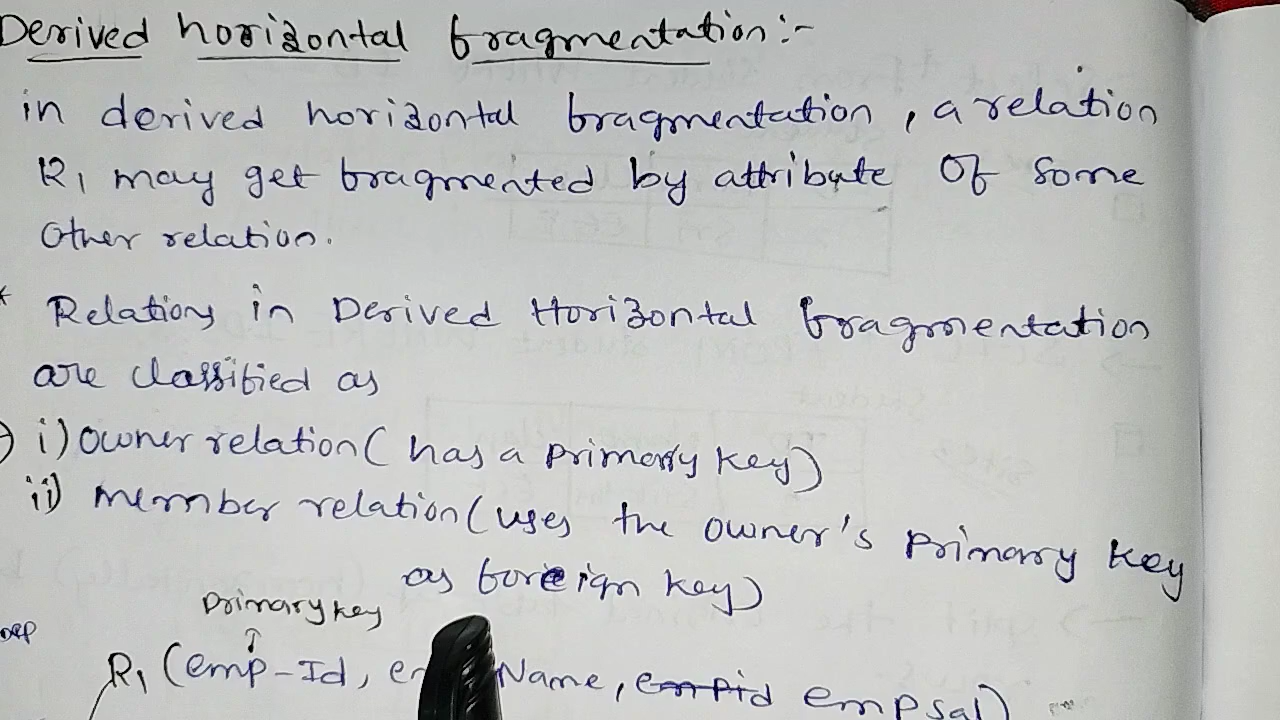 Derived horizontal fragmentation :-
in derived horizontal fragmentation, a relation
R1 may get fragmented by attribute Of some
Other relation.
* Relations in Derived Horizontal fragmentation
are classified as
i) Owner relation ( has a primary key)
ii) member relation (uses the owner's primary key
as foreign key)
primary key
R1 (emp-Id, Name, empid empsal)